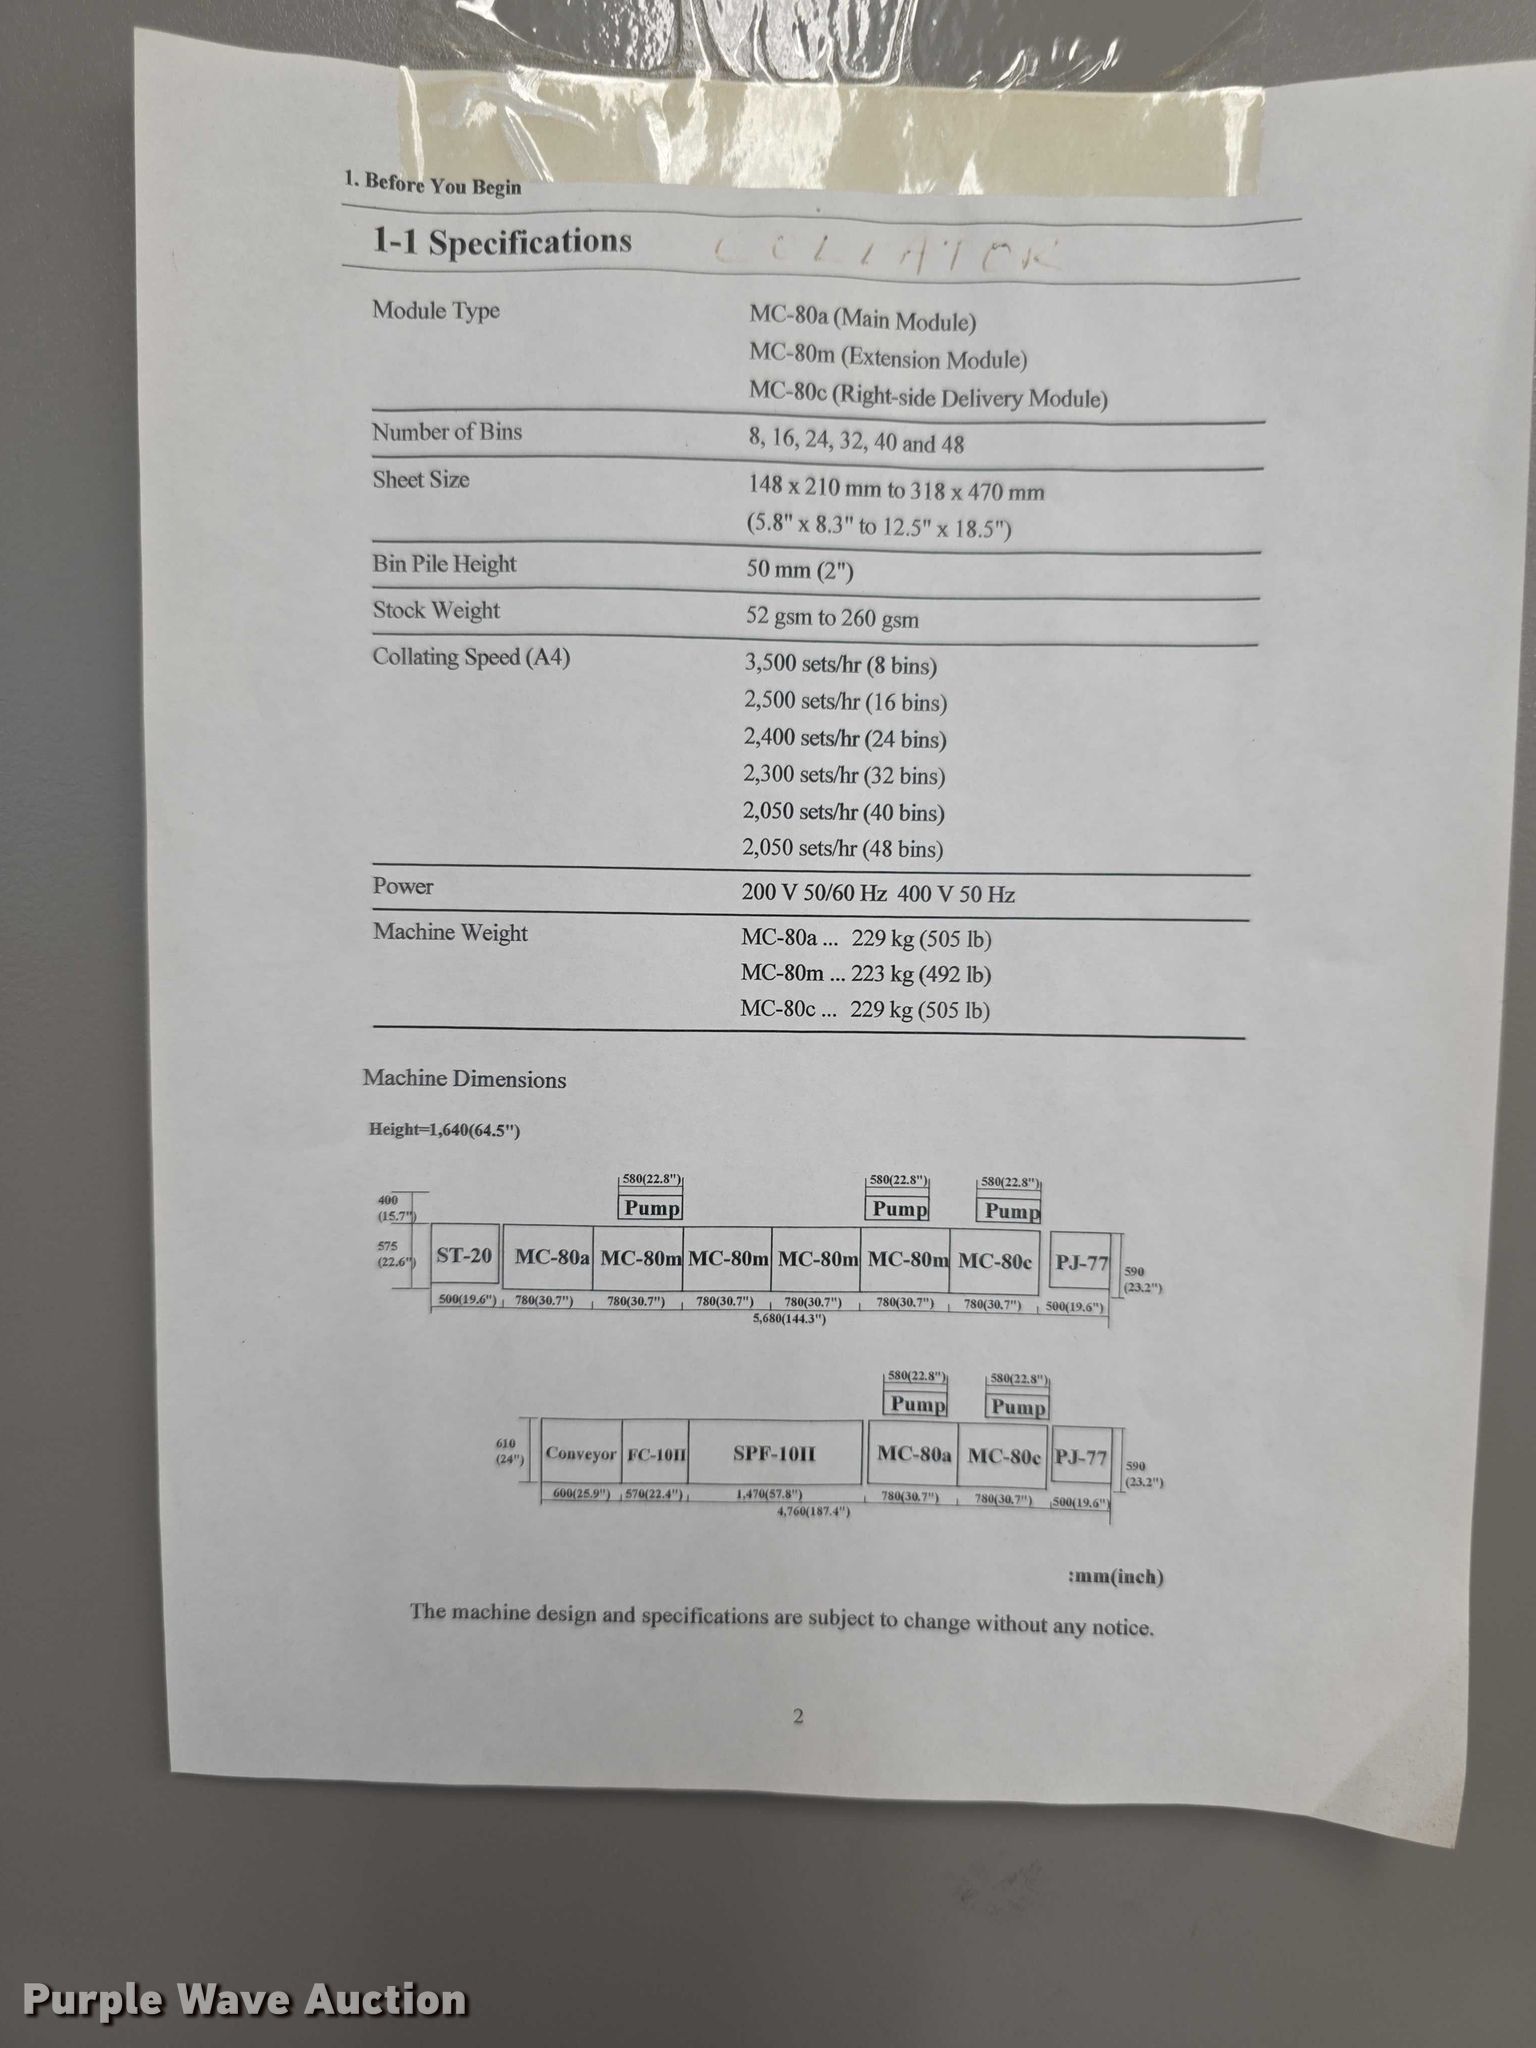 1. Before You Begin
1-1 Specifications COLLATOR
Module Type MC-80a (Main Module)
MC-80m (Extension Module)
MC-80c (Right-side Delivery Module)
Number of Bins 8, 16, 24, 32, 40 and 48
Sheet Size 148 x 210 mm to 318 x 470 mm
(5.8" x 8.3" to 12.5" x 18.5")
Bin Pile Height 50 mm (2")
Stock Weight 52 gsm to 260 gsm
Collating Speed (A4) 3,500 sets/hr (8 bins)
2,500 sets/hr (16 bins)
2,400 sets/hr (24 bins)
2,300 sets/hr (32 bins)
2,050 sets/hr (40 bins)
2,050 sets/hr (48 bins)
Power 200 V 50/60 Hz 400 V 50 Hz
Machine Weight MC-80a ... 229 kg (505 lb)
MC-80m ... 223 kg (492 lb)
MC-80c ... 229 kg (505 lb)
Machine Dimensions
Height=1,640(64.5")
580(22.8") 580(22.8") 580(22.8")
400 (15.7") Pump Pump Pump
575 (22.6") ST-20 MC-80a MC-80m MC-80m MC-80m MC-80m MC-80c PJ-77 590 (23.2")
500(19.6") 780(30.7") 780(30.7") 780(30.7") 780(30.7") 780(30.7") 780(30.7") 500(19.6")
5,680(144.3")
580(22.8") 580(22.8")
Pump Pump
610 (24") Conveyor FC-10II SPF-10II MC-80a MC-80c PJ-77 590 (23.2")
600(25.9") 570(22.4") 1,470(57.8") 780(30.7") 780(30.7") 500(19.6")
4,760(187.4")
:mm(inch)
The machine design and specifications are subject to change without any notice.
2
Purple Wave Auction